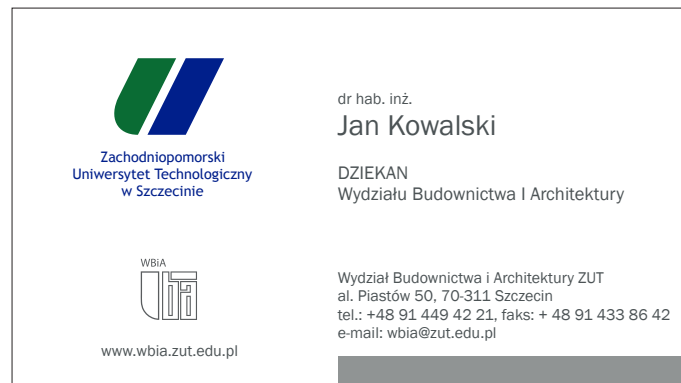 Zachodniopomorski
Uniwersytet Technologiczny
w Szczecinie
WBiA
www.wbia.zut.edu.pl
dr hab. inż.
Jan Kowalski
DZIEKAN
Wydziału Budownictwa I Architektury
Wydział Budownictwa i Architektury ZUT
al. Piastów 50, 70-311 Szczecin
tel.: +48 91 449 42 21, faks: + 48 91 433 86 42
e-mail: wbia@zut.edu.pl